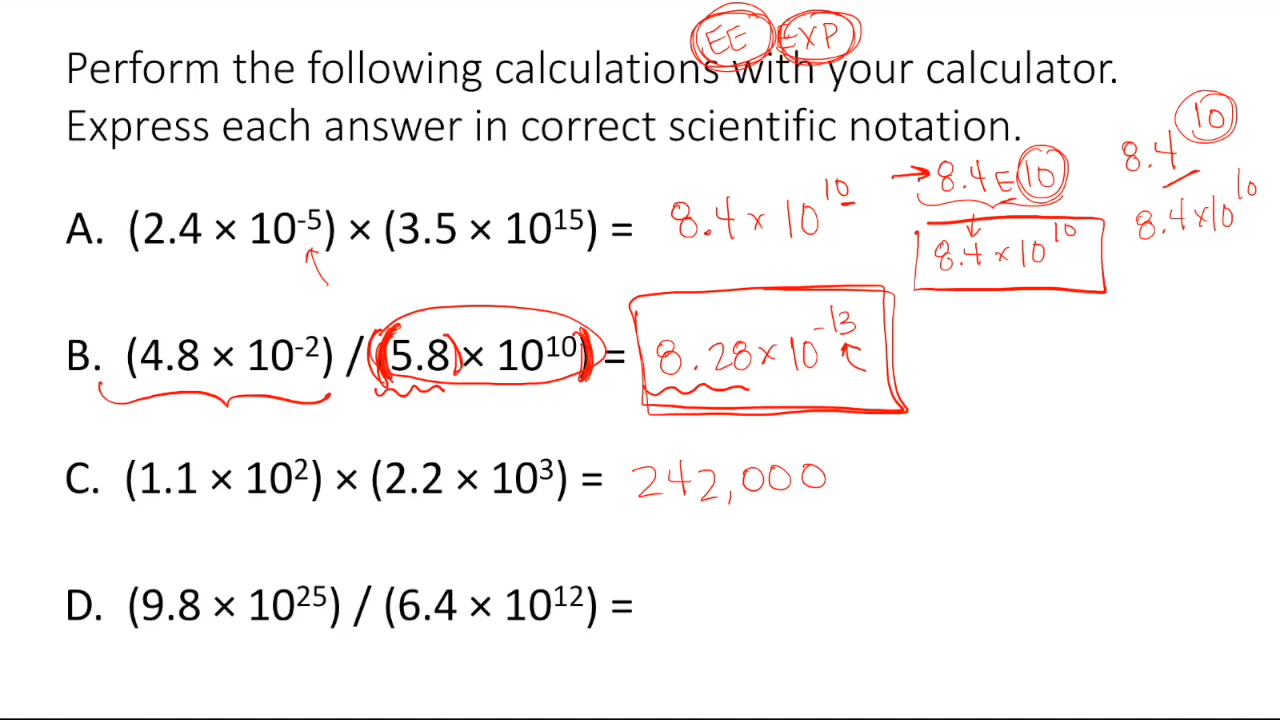 EE EXP
Perform the following calculations with your calculator.
Express each answer in correct scientific notation.
8.4 ¹⁰
→ 8.4 E 10
8.4 × 10¹⁰
A. (2.4 × 10⁻⁵) × (3.5 × 10¹⁵) = 8.4 × 10¹⁰
8.4 × 10¹⁰
B. (4.8 × 10⁻²) / (5.8 × 10¹⁰) = 8.28 × 10⁻¹³
C. (1.1 × 10²) × (2.2 × 10³) = 242,000
D. (9.8 × 10²⁵) / (6.4 × 10¹²) =